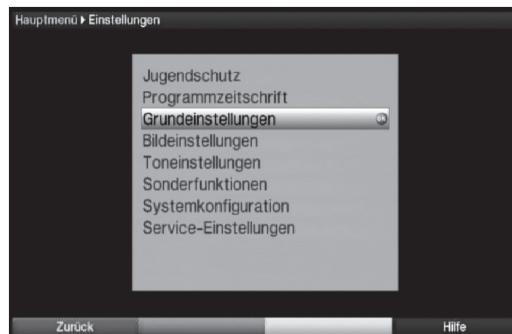 Hauptmenü ▸ Einstellungen
Jugendschutz
Programmzeitschrift
Grundeinstellungen
Bildeinstellungen
Toneinstellungen
Sonderfunktionen
Systemkonfiguration
Service-Einstellungen
Zurück Hilfe